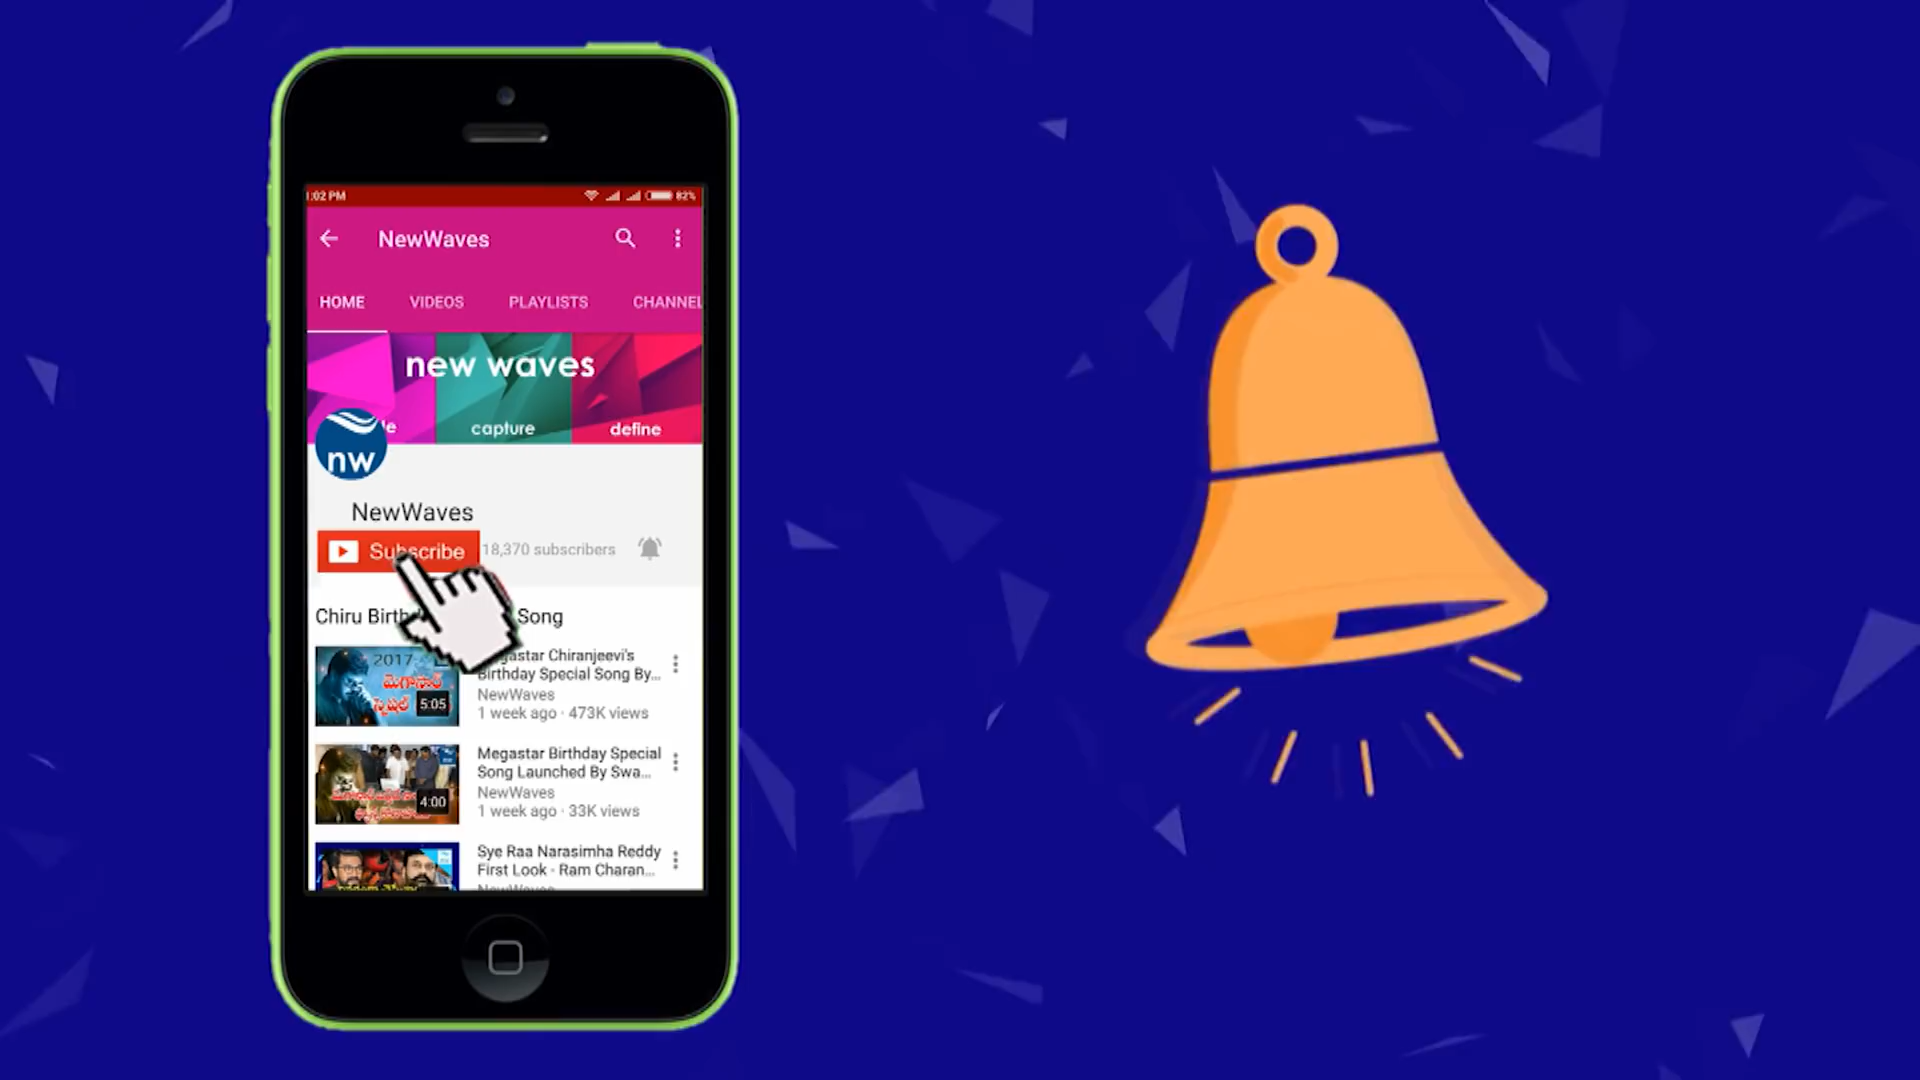 1:02 PM
82%
NewWaves
HOME VIDEOS PLAYLISTS CHANNEL
new waves
capture
define
nw
NewWaves
Subscribe 18,370 subscribers
Chiru Song
2017
మెగాస్టార్
స్పెషల్
5:05
Chiranjeevi's
Birthday Special Song By...
NewWaves
1 week ago · 473K views
4:00
Megastar Birthday Special
Song Launched By Swa...
NewWaves
1 week ago · 33K views
Sye Raa Narasimha Reddy
First Look - Ram Charan...
NewWaves